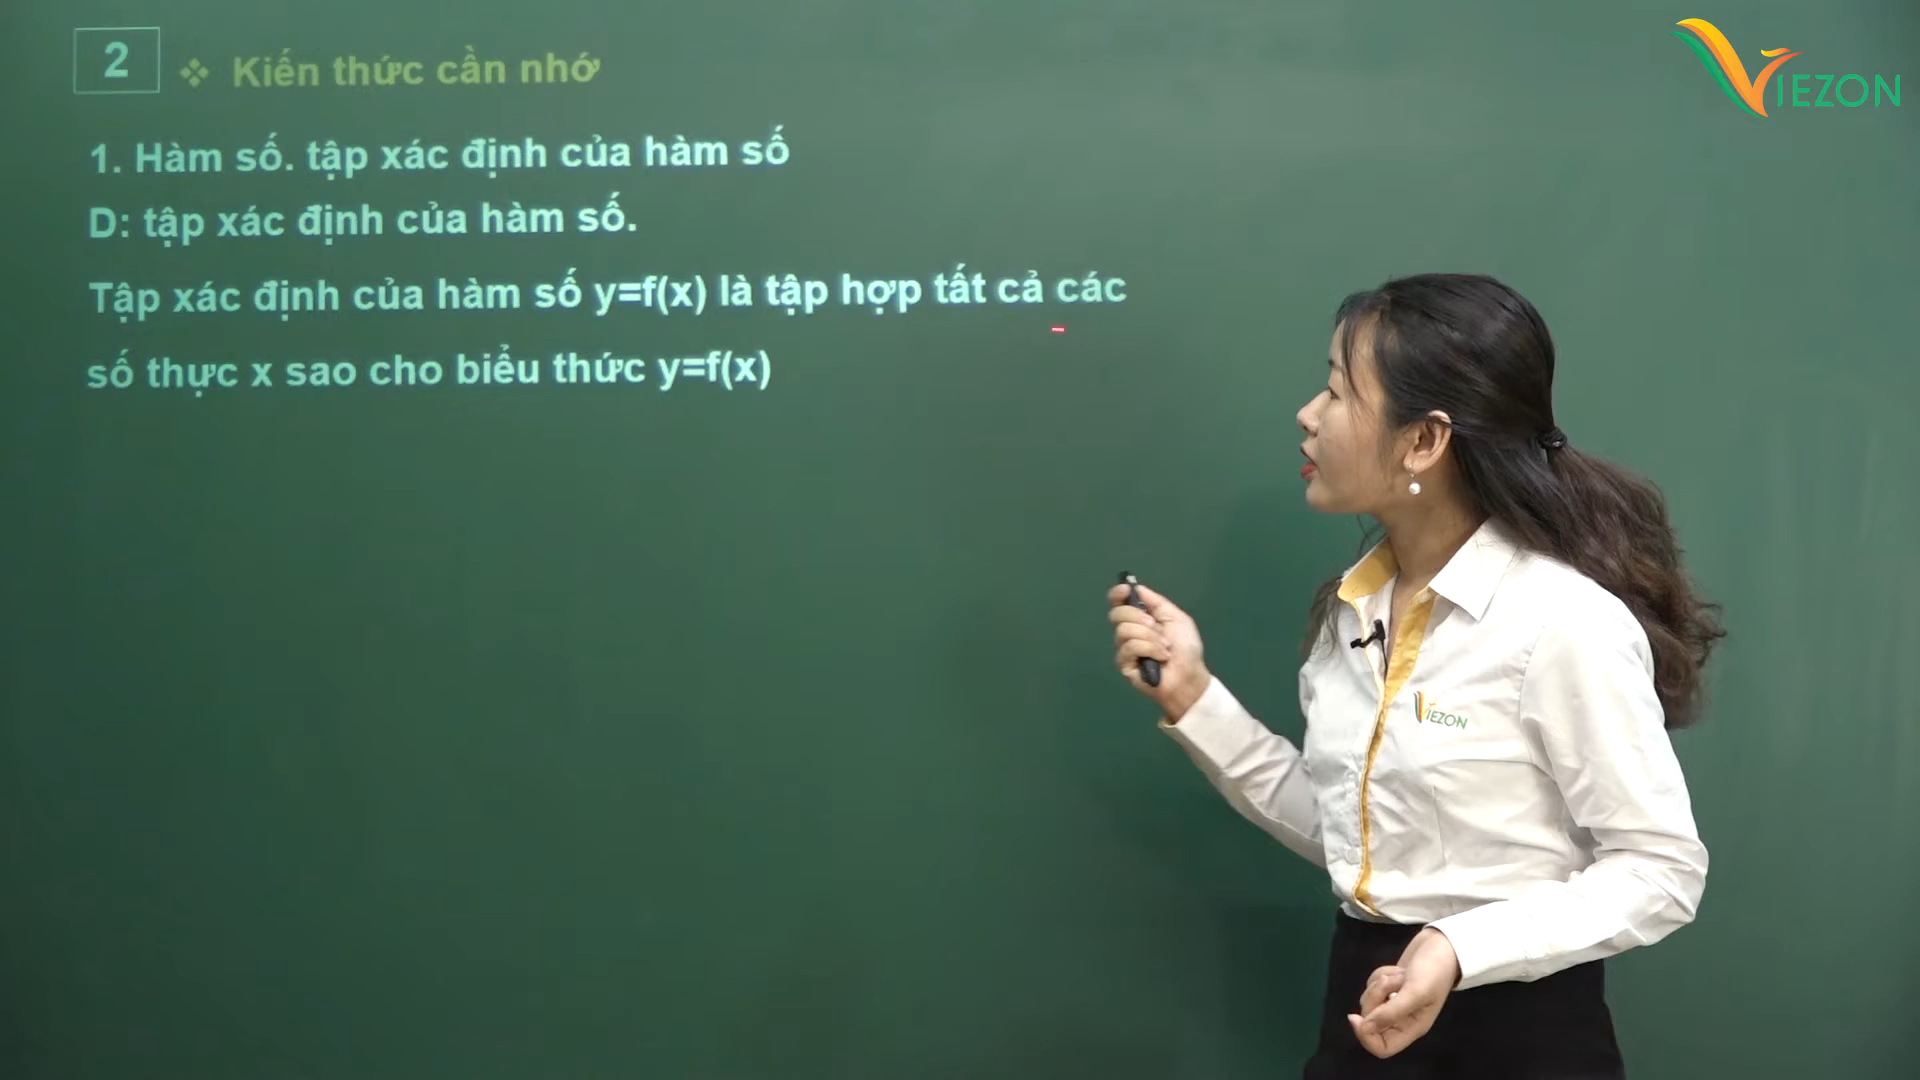 2
❖ Kiến thức cần nhớ
VIEZON
1. Hàm số. tập xác định của hàm số
D: tập xác định của hàm số.
Tập xác định của hàm số y=f(x) là tập hợp tất cả các
số thực x sao cho biểu thức y=f(x)
VIEZON